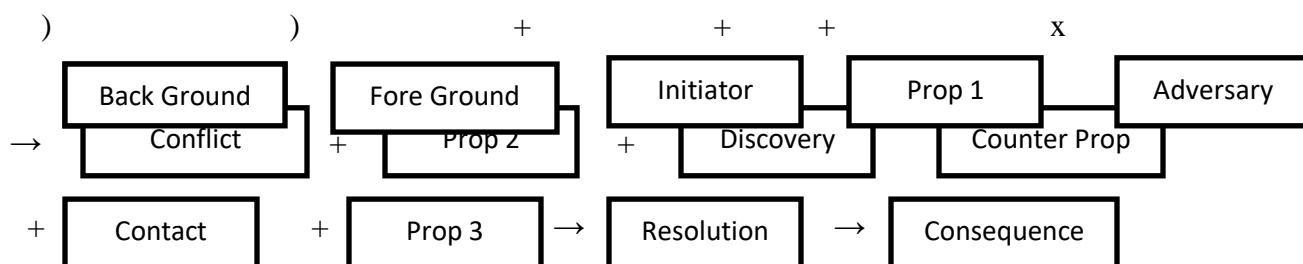 ) ) + + + x
Back Ground Fore Ground Initiator Prop 1 Adversary
→ Conflict + Prop 2 + Discovery Counter Prop
+ Contact + Prop 3 → Resolution → Consequence